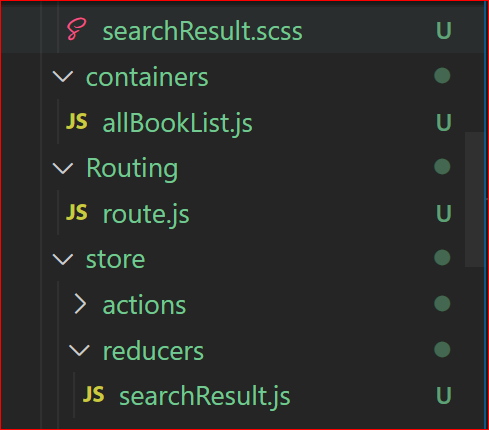 searchResult.scss U
containers
JS allBookList.js U
Routing
JS route.js U
store
actions
reducers
JS searchResult.js U